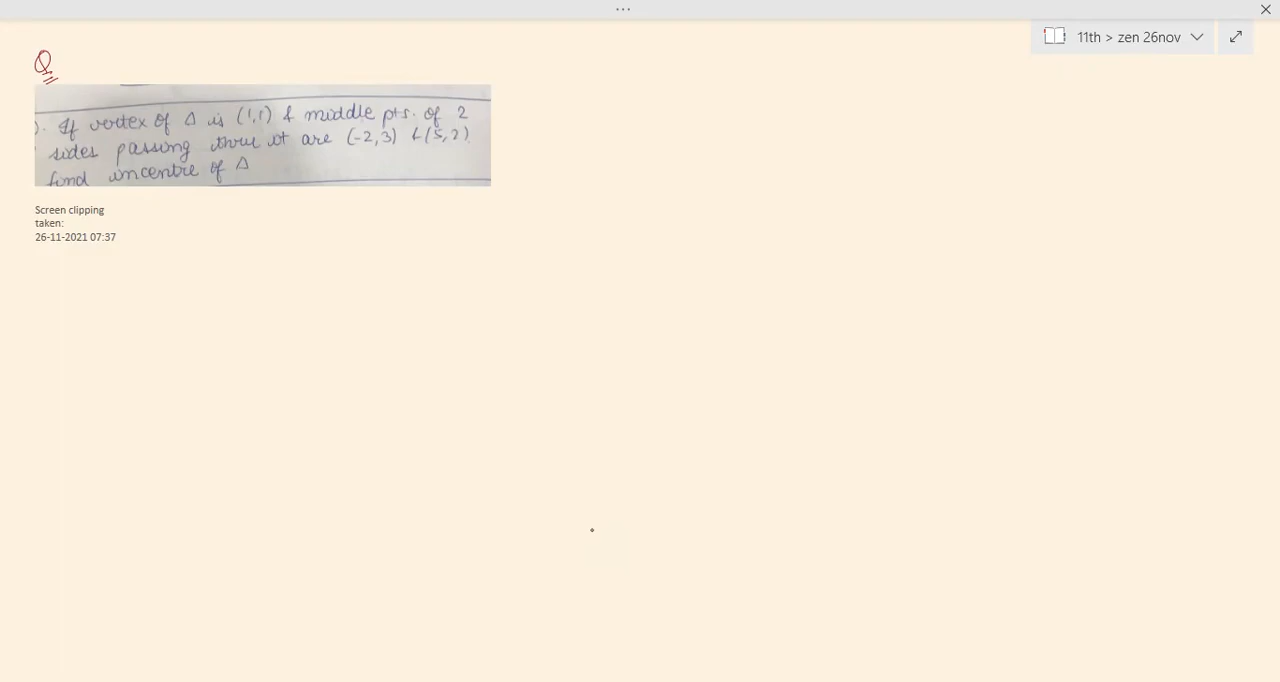 ...
11th > zen 26nov
Q
). If vertex of Δ is (1,1) & middle pts. of 2
sides passing throu it are (-2,3) & (5,2)
find incentre of Δ
Screen clipping
taken:
26-11-2021 07:37